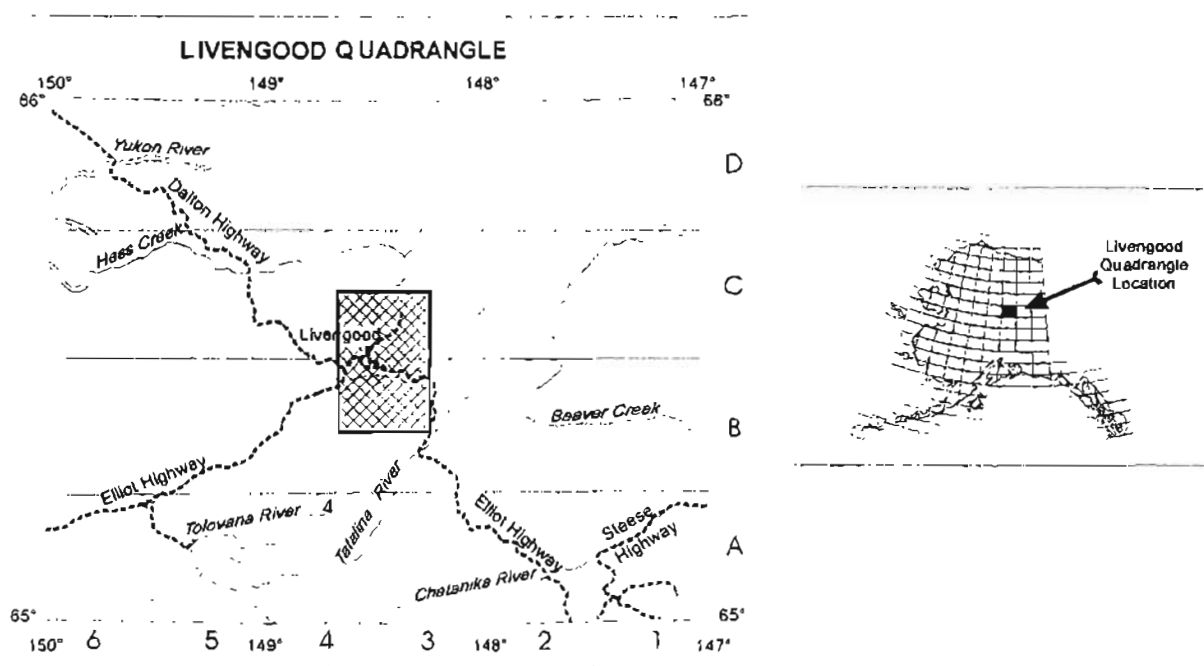 LIVENGOOD QUADRANGLE
150° 149° 148° 147°
66° 66°
Yukon River
D
Dalton Highway
Hess Creek
C
Livengood
Livengood
Quadrangle
Location
Beaver Creek
B
Elliot Highway
Tolovana River
4
Tatalina River
Elliot Highway
Steese
Highway
A
Chatanika River
65° 65°
150° 6 5 149° 4 3 148° 2 1 147°